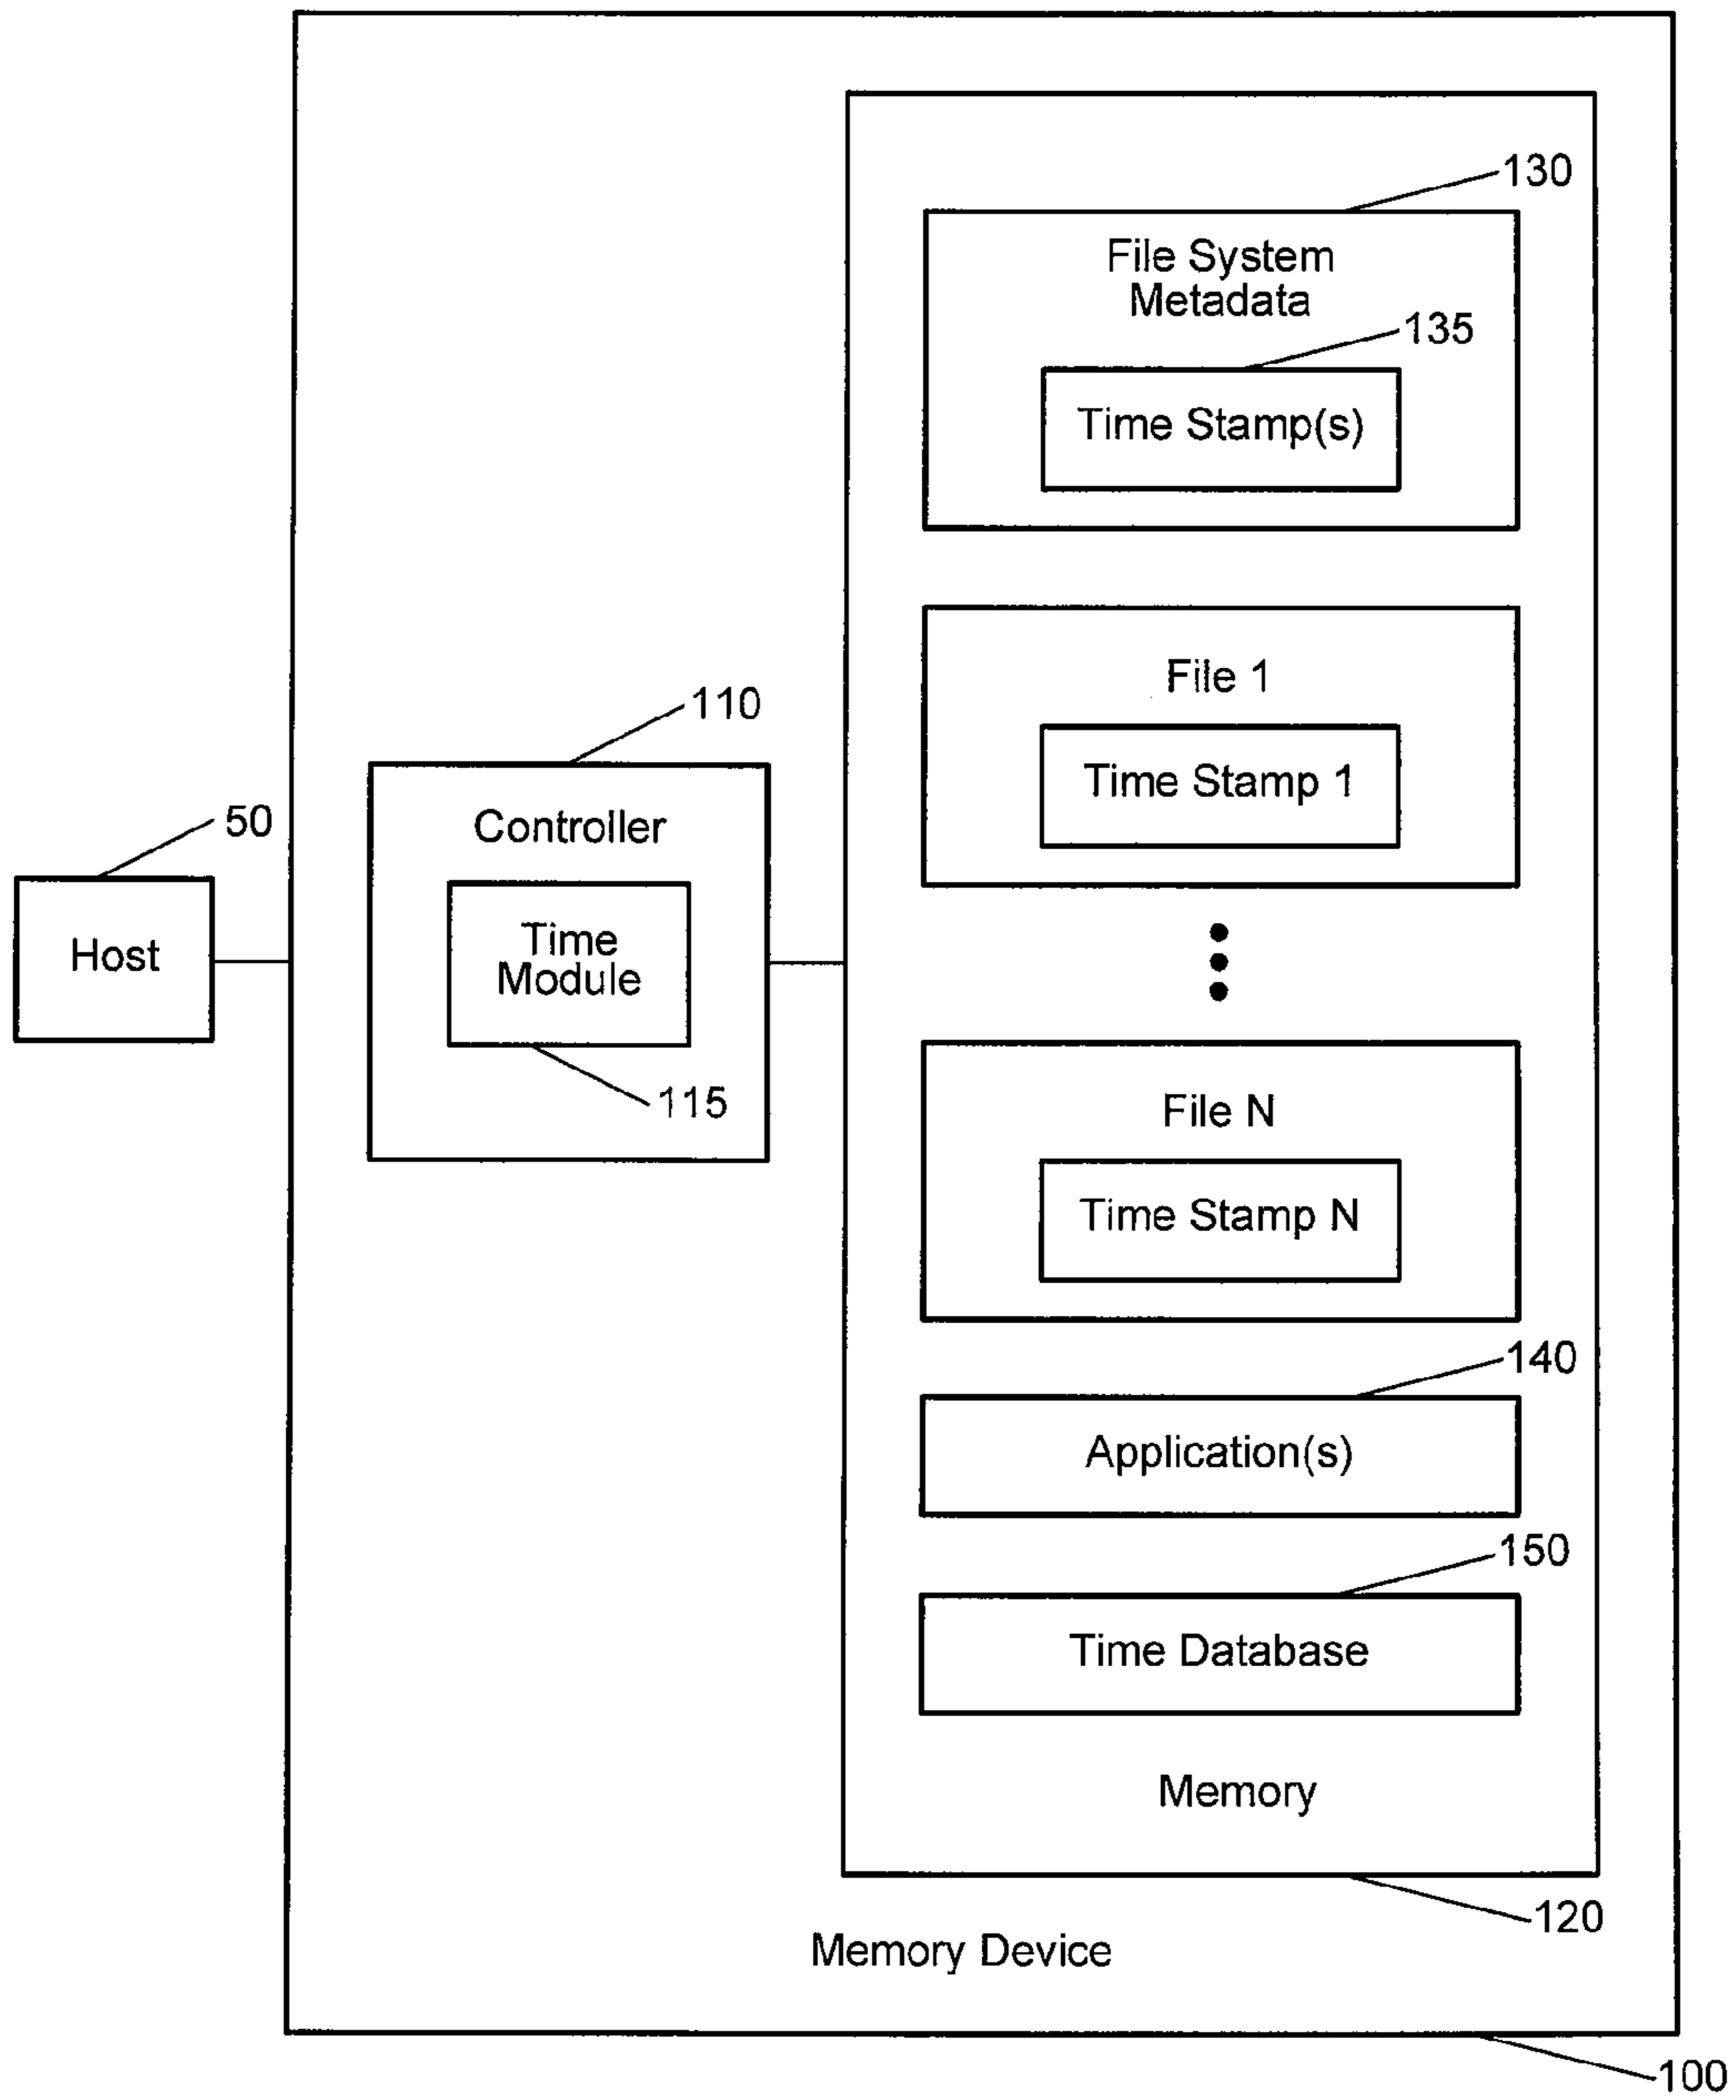 130
File System
Metadata
135
Time Stamp(s)
File 1
Time Stamp 1
110
Controller
50
Host
Time
Module
115
File N
Time Stamp N
140
Application(s)
150
Time Database
Memory
120
Memory Device
100